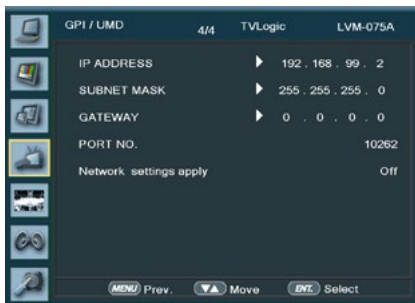 GPI / UMD 4/4 TVLogic LVM-075A
IP ADDRESS 192 . 168 . 99 . 2
SUBNET MASK 255 . 255 . 255 . 0
GATEWAY 0 . 0 . 0 . 0
PORT NO. 10262
Network settings apply Off
MENU Prev. ▼▲ Move ENT. Select